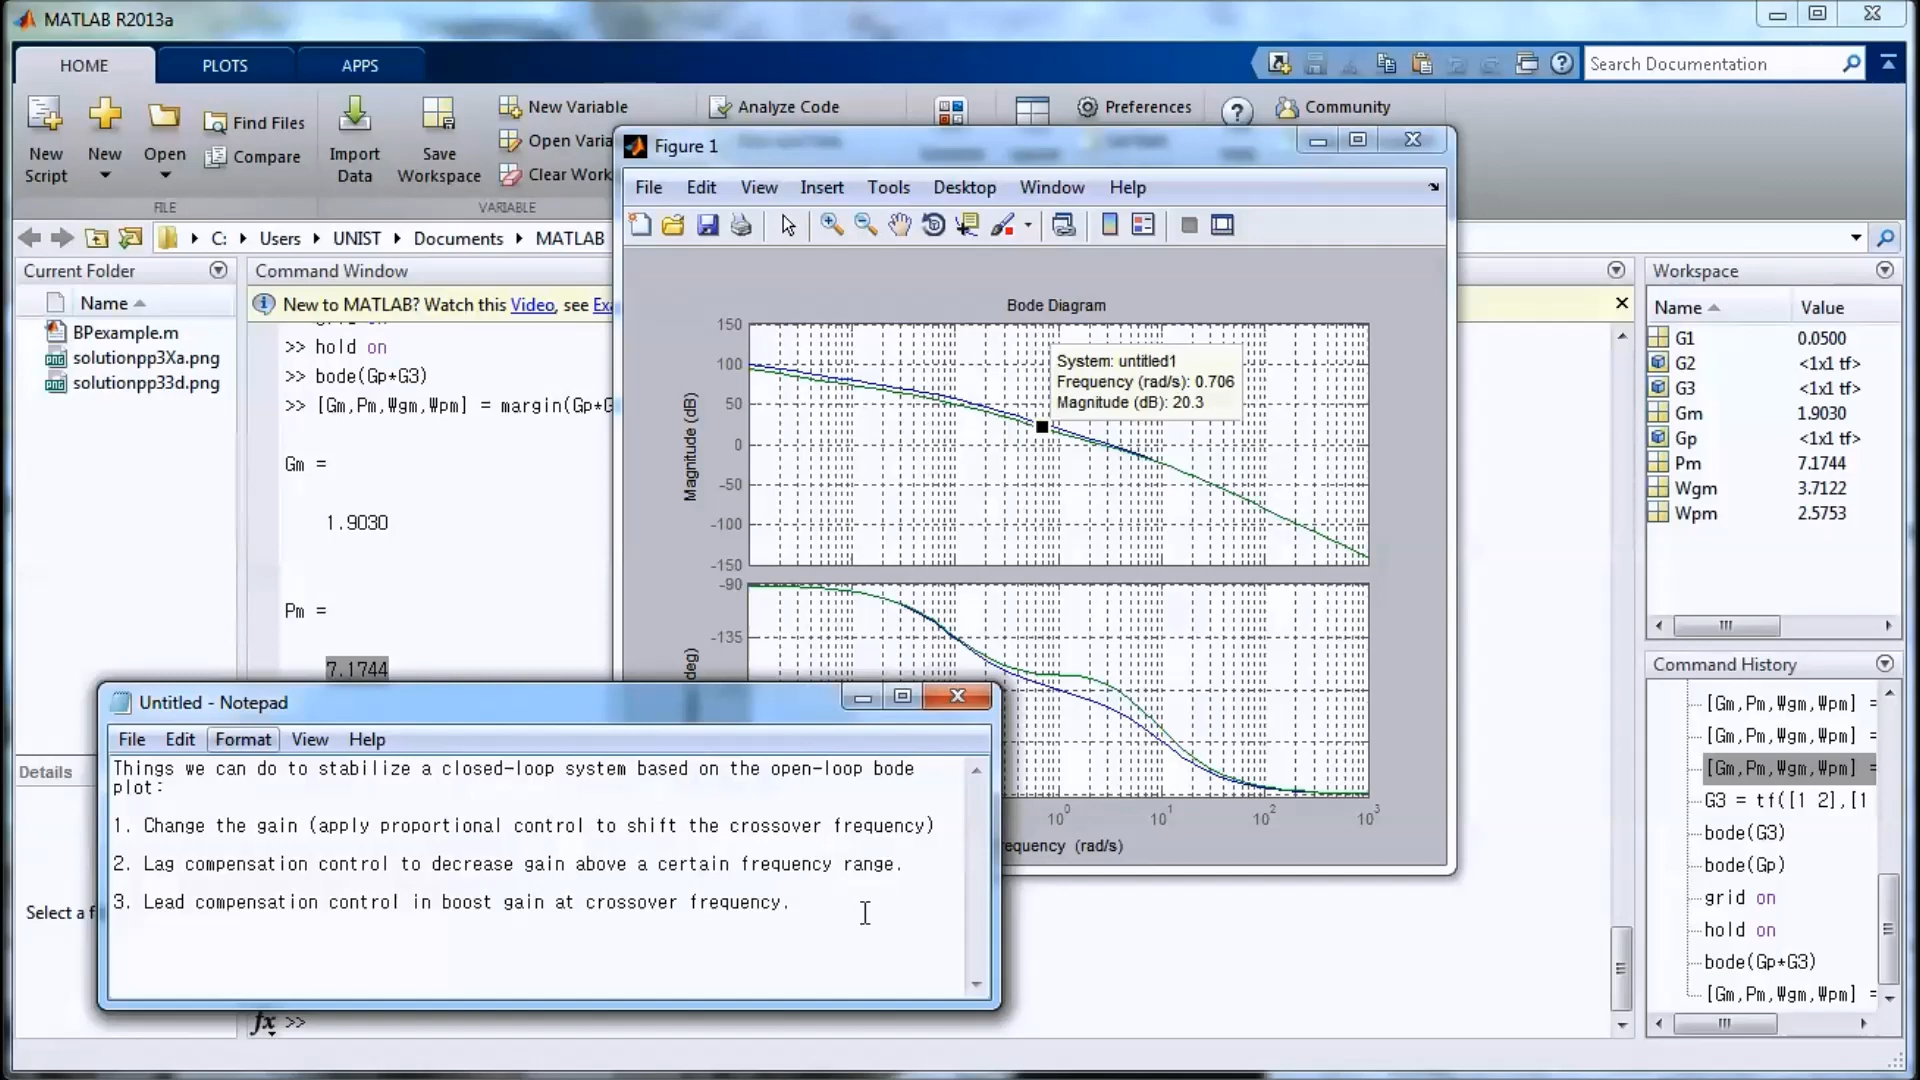 MATLAB R2013a
HOME
PLOTS
APPS
Search Documentation
New Script
New
Open
Find Files
Compare
Import Data
Save Workspace
New Variable
Open Varia
Clear Work
Analyze Code
Preferences
Community
FILE
VARIABLE
C: Users UNIST Documents MATLAB
Current Folder
Name
BPexample.m
solutionpp3Xa.png
solutionpp33d.png
Details
Select a f
Command Window
New to MATLAB? Watch this Video, see Exa
>> hold on
>> bode(Gp*G3)
>> [Gm,Pm,Wgm,Wpm] = margin(Gp*G
Gm =
1.9030
Pm =
7.1744
fx >>
Figure 1
File Edit View Insert Tools Desktop Window Help
Bode Diagram
Magnitude (dB)
150
100
50
0
-50
-100
-150
System: untitled1
Frequency (rad/s): 0.706
Magnitude (dB): 20.3
-90
-135
deg)
10^0 10^1 10^2 10^3
requency (rad/s)
Untitled - Notepad
File Edit Format View Help
Things we can do to stabilize a closed-loop system based on the open-loop bode
plot:
1. Change the gain (apply proportional control to shift the crossover frequency)
2. Lag compensation control to decrease gain above a certain frequency range.
3. Lead compensation control in boost gain at crossover frequency.
Workspace
Name Value
G1 0.0500
G2 <1x1 tf>
G3 <1x1 tf>
Gm 1.9030
Gp <1x1 tf>
Pm 7.1744
Wgm 3.7122
Wpm 2.5753
Command History
[Gm,Pm,Wgm,Wpm] =
[Gm,Pm,Wgm,Wpm] =
[Gm,Pm,Wgm,Wpm] =
G3 = tf([1 2],[1
bode(G3)
bode(Gp)
grid on
hold on
bode(Gp*G3)
[Gm,Pm,Wgm,Wpm] =